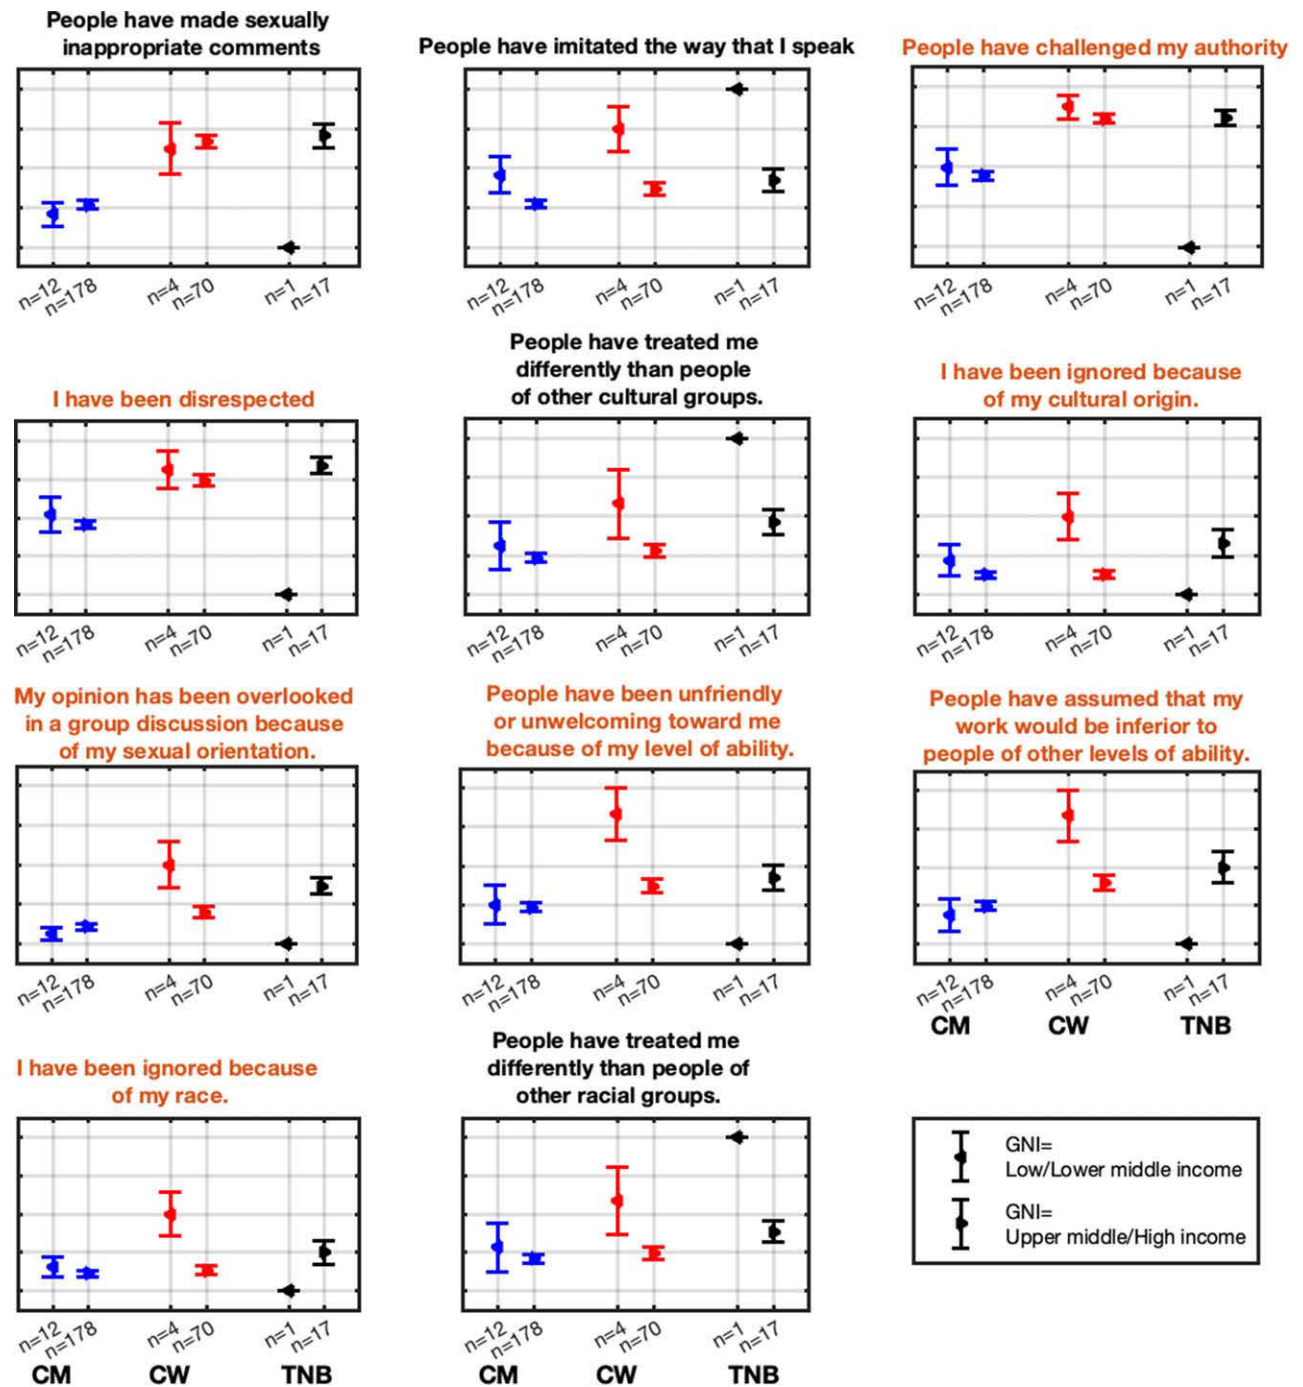 People have made sexually
inappropriate comments
People have imitated the way that I speak
People have challenged my authority
n=12
n=178
n=4
n=70
n=1
n=17
n=12
n=178
n=4
n=70
n=1
n=17
n=12
n=178
n=4
n=70
n=1
n=17
I have been disrespected
People have treated me
differently than people
of other cultural groups.
I have been ignored because
of my cultural origin.
n=12
n=178
n=4
n=70
n=1
n=17
n=12
n=178
n=4
n=70
n=1
n=17
n=12
n=178
n=4
n=70
n=1
n=17
My opinion has been overlooked
in a group discussion because
of my sexual orientation.
People have been unfriendly
or unwelcoming toward me
because of my level of ability.
People have assumed that my
work would be inferior to
people of other levels of ability.
n=12
n=178
n=4
n=70
n=1
n=17
n=12
n=178
n=4
n=70
n=1
n=17
n=12
n=178
n=4
n=70
n=1
n=17
CM
CW
TNB
I have been ignored because
of my race.
People have treated me
differently than people of
other racial groups.
GNI=
Low/Lower middle income
GNI=
Upper middle/High income
n=12
n=178
n=4
n=70
n=1
n=17
n=12
n=178
n=4
n=70
n=1
n=17
CM
CW
TNB
CM
CW
TNB